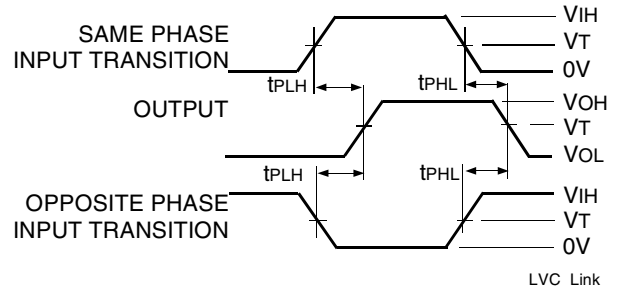 SAME PHASE
INPUT TRANSITION
VIH
VT
0V
tPLH
tPHL
OUTPUT
VOH
VT
VOL
tPLH
tPHL
OPPOSITE PHASE
INPUT TRANSITION
VIH
VT
0V
LVC Link